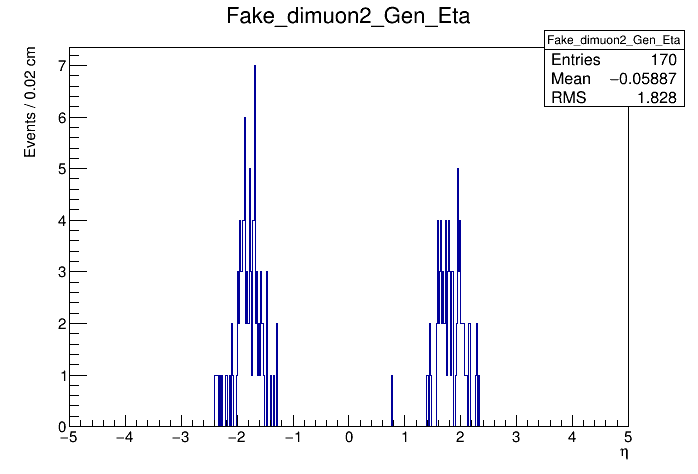 Fake_dimuon2_Gen_Eta
Fake_dimuon2_Gen_Eta
Entries 170
Mean −0.05887
RMS 1.828
Events / 0.02 cm
7
6
5
4
3
2
1
0
−5 −4 −3 −2 −1 0 1 2 3 4 5
η